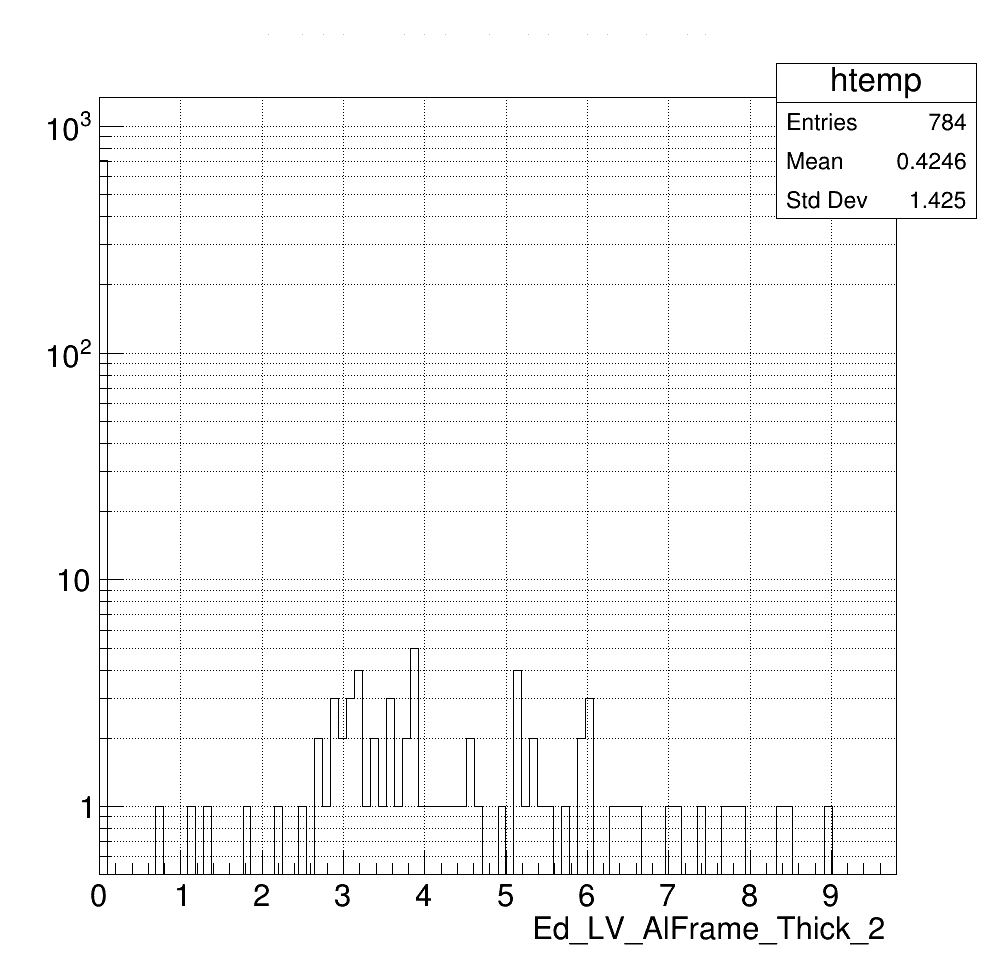 htemp
Entries 784
Mean 0.4246
Std Dev 1.425
10³
10²
10
1
0 1 2 3 4 5 6 7 8 9
Ed_LV_AlFrame_Thick_2